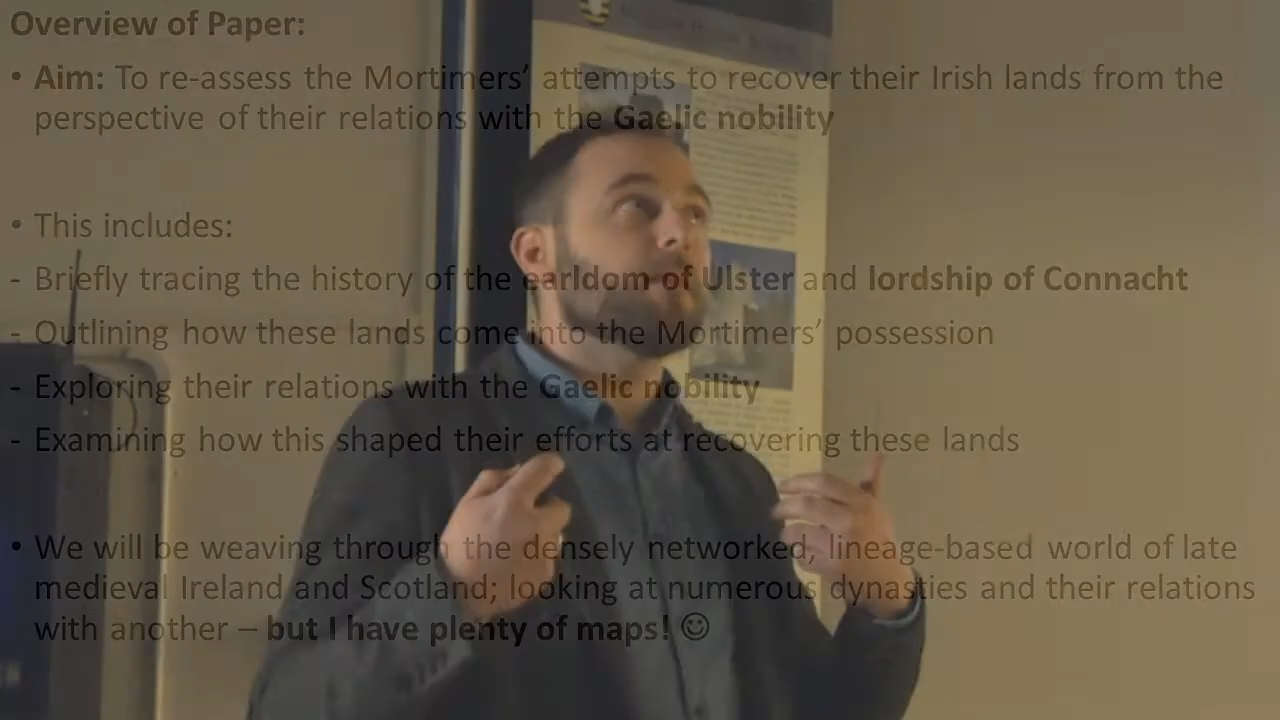 Overview of Paper:
• Aim: To re-assess the Mortimers’ attempts to recover their Irish lands from the
perspective of their relations with the Gaelic nobility
• This includes:
- Briefly tracing the history of the earldom of Ulster and lordship of Connacht
- Outlining how these lands come into the Mortimers’ possession
- Exploring their relations with the Gaelic nobility
- Examining how this shaped their efforts at recovering these lands
• We will be weaving through the densely networked, lineage-based world of late
medieval Ireland and Scotland; looking at numerous dynasties and their relations
with another – but I have plenty of maps! ☺